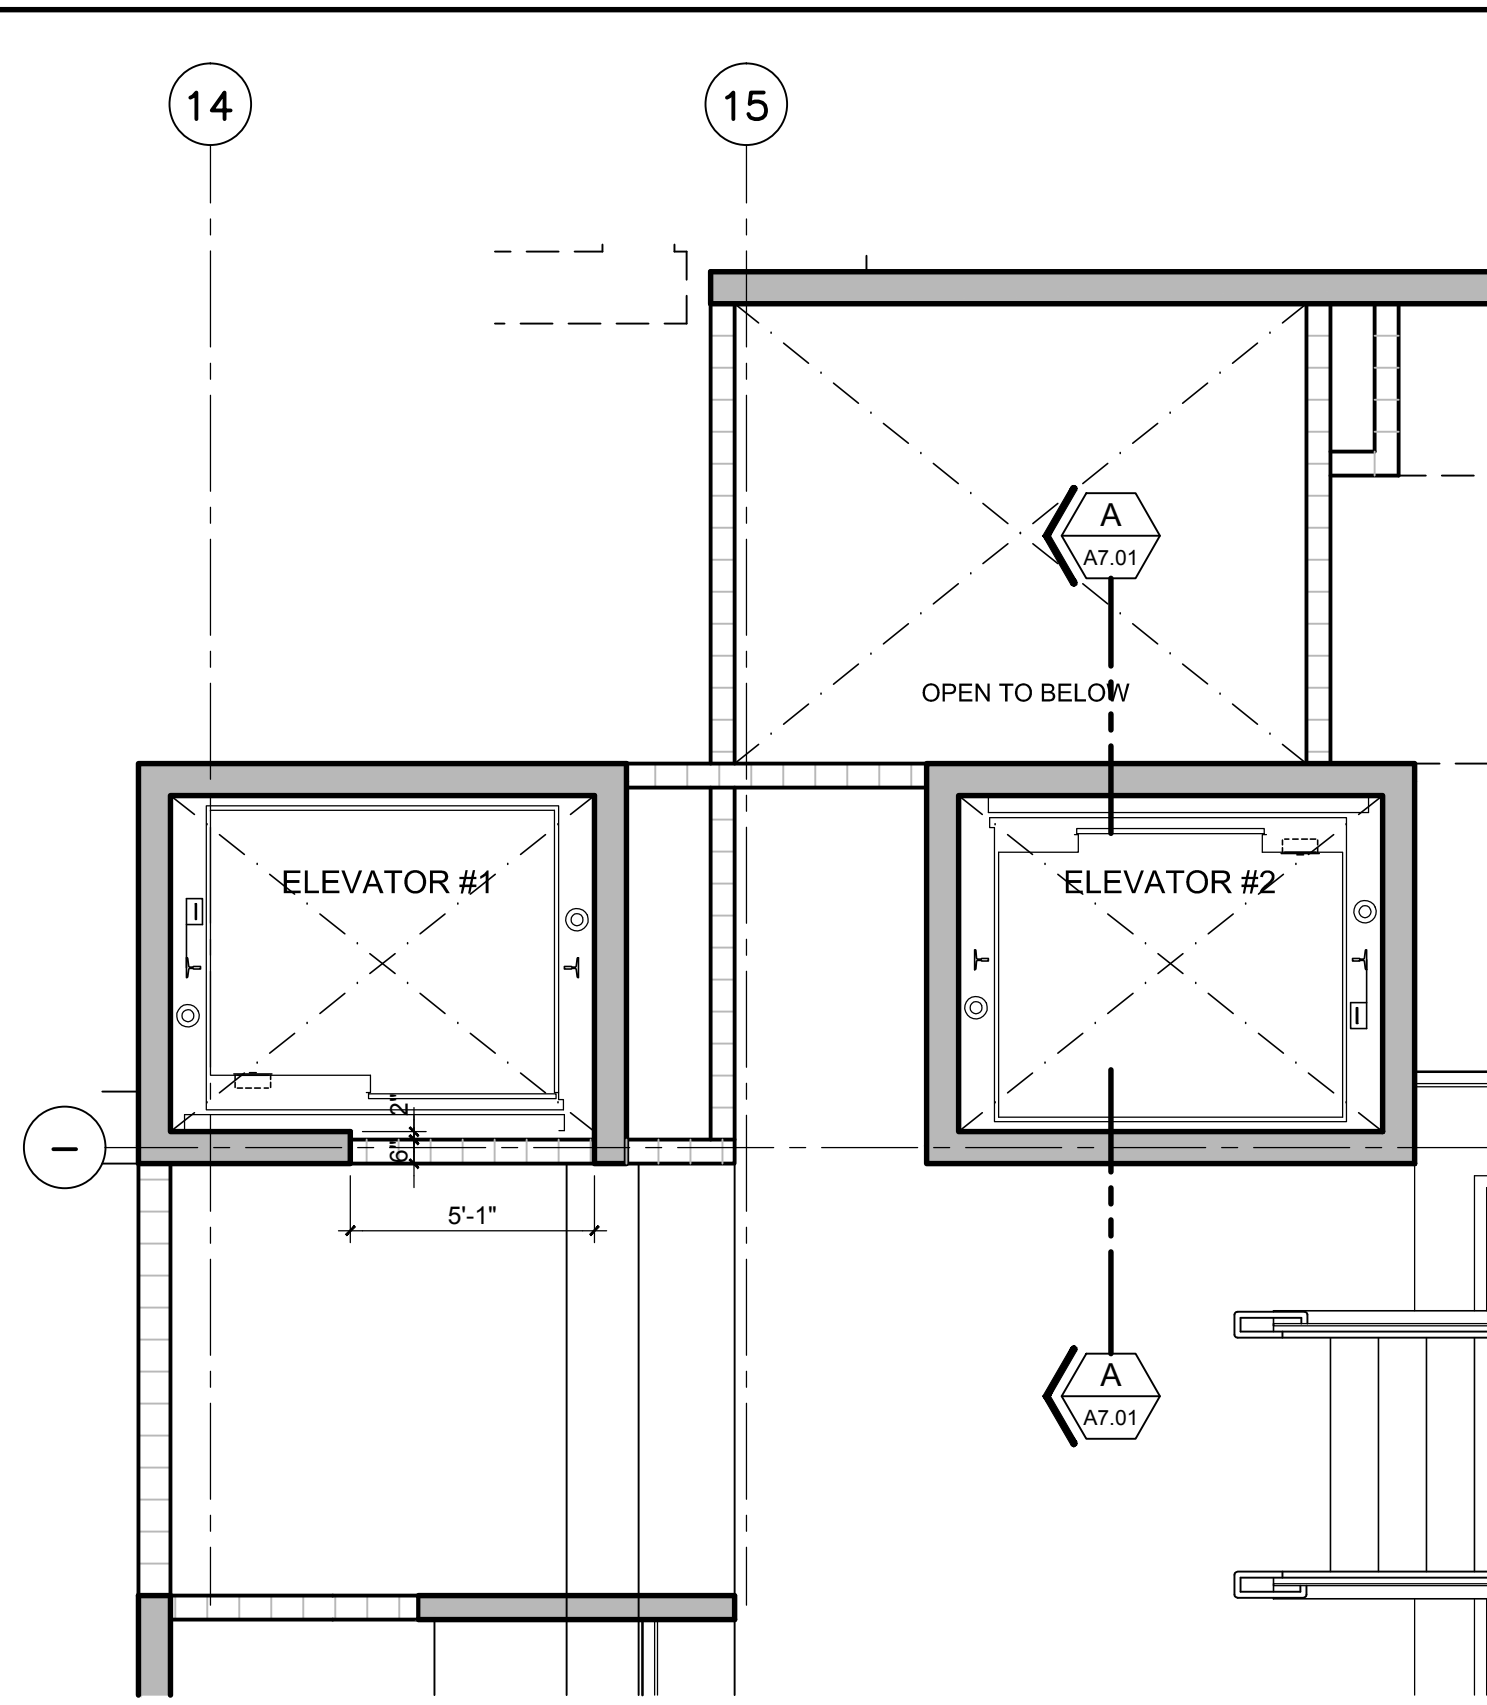 14
15
A
A7.01
OPEN TO BELOW
ELEVATOR #1
ELEVATOR #2
2"
6"
I
5'-1"
A
A7.01